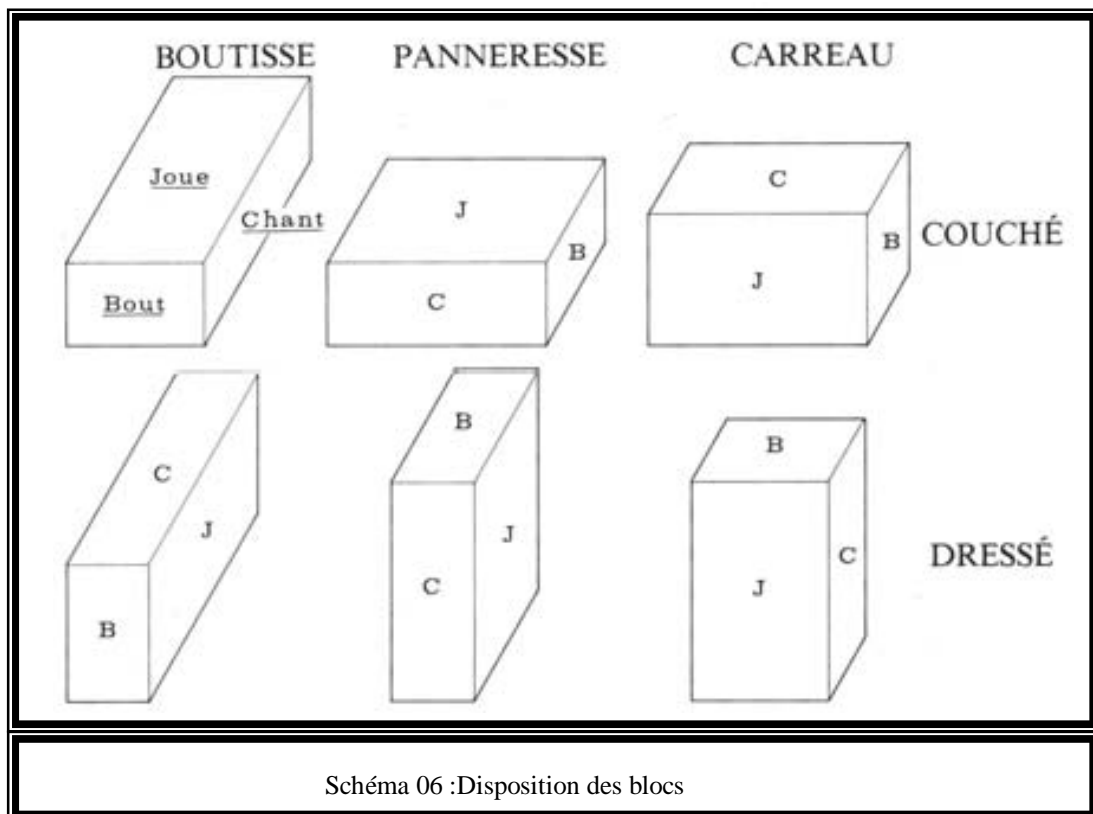 BOUTISSE PANNERESSE CARREAU
Joue
Chant
Bout
J
B
C
C
B
J
COUCHÉ
C
J
B
B
J
C
B
C
J
DRESSÉ
Schéma 06 :Disposition des blocs